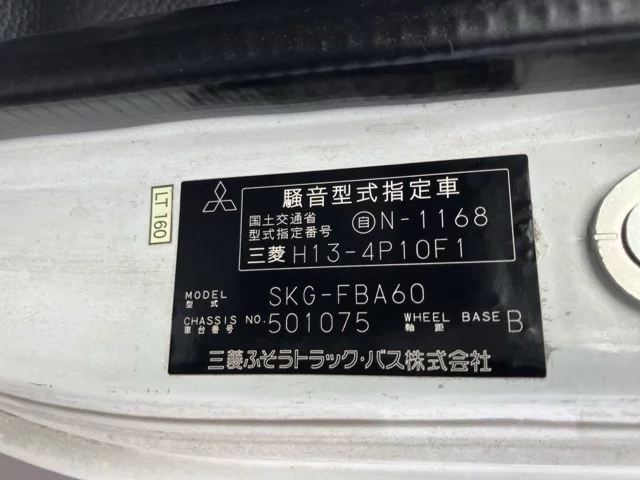 騒音型式指定車
国土交通省
型式指定番号 自 N-1168
三菱 H13-4P10F1
MODEL
型式 SKG-FBA60
CHASSIS NO. 501075 WHEEL BASE B
車台番号 軸距
三菱ふそうトラック・バス株式会社
LT 160